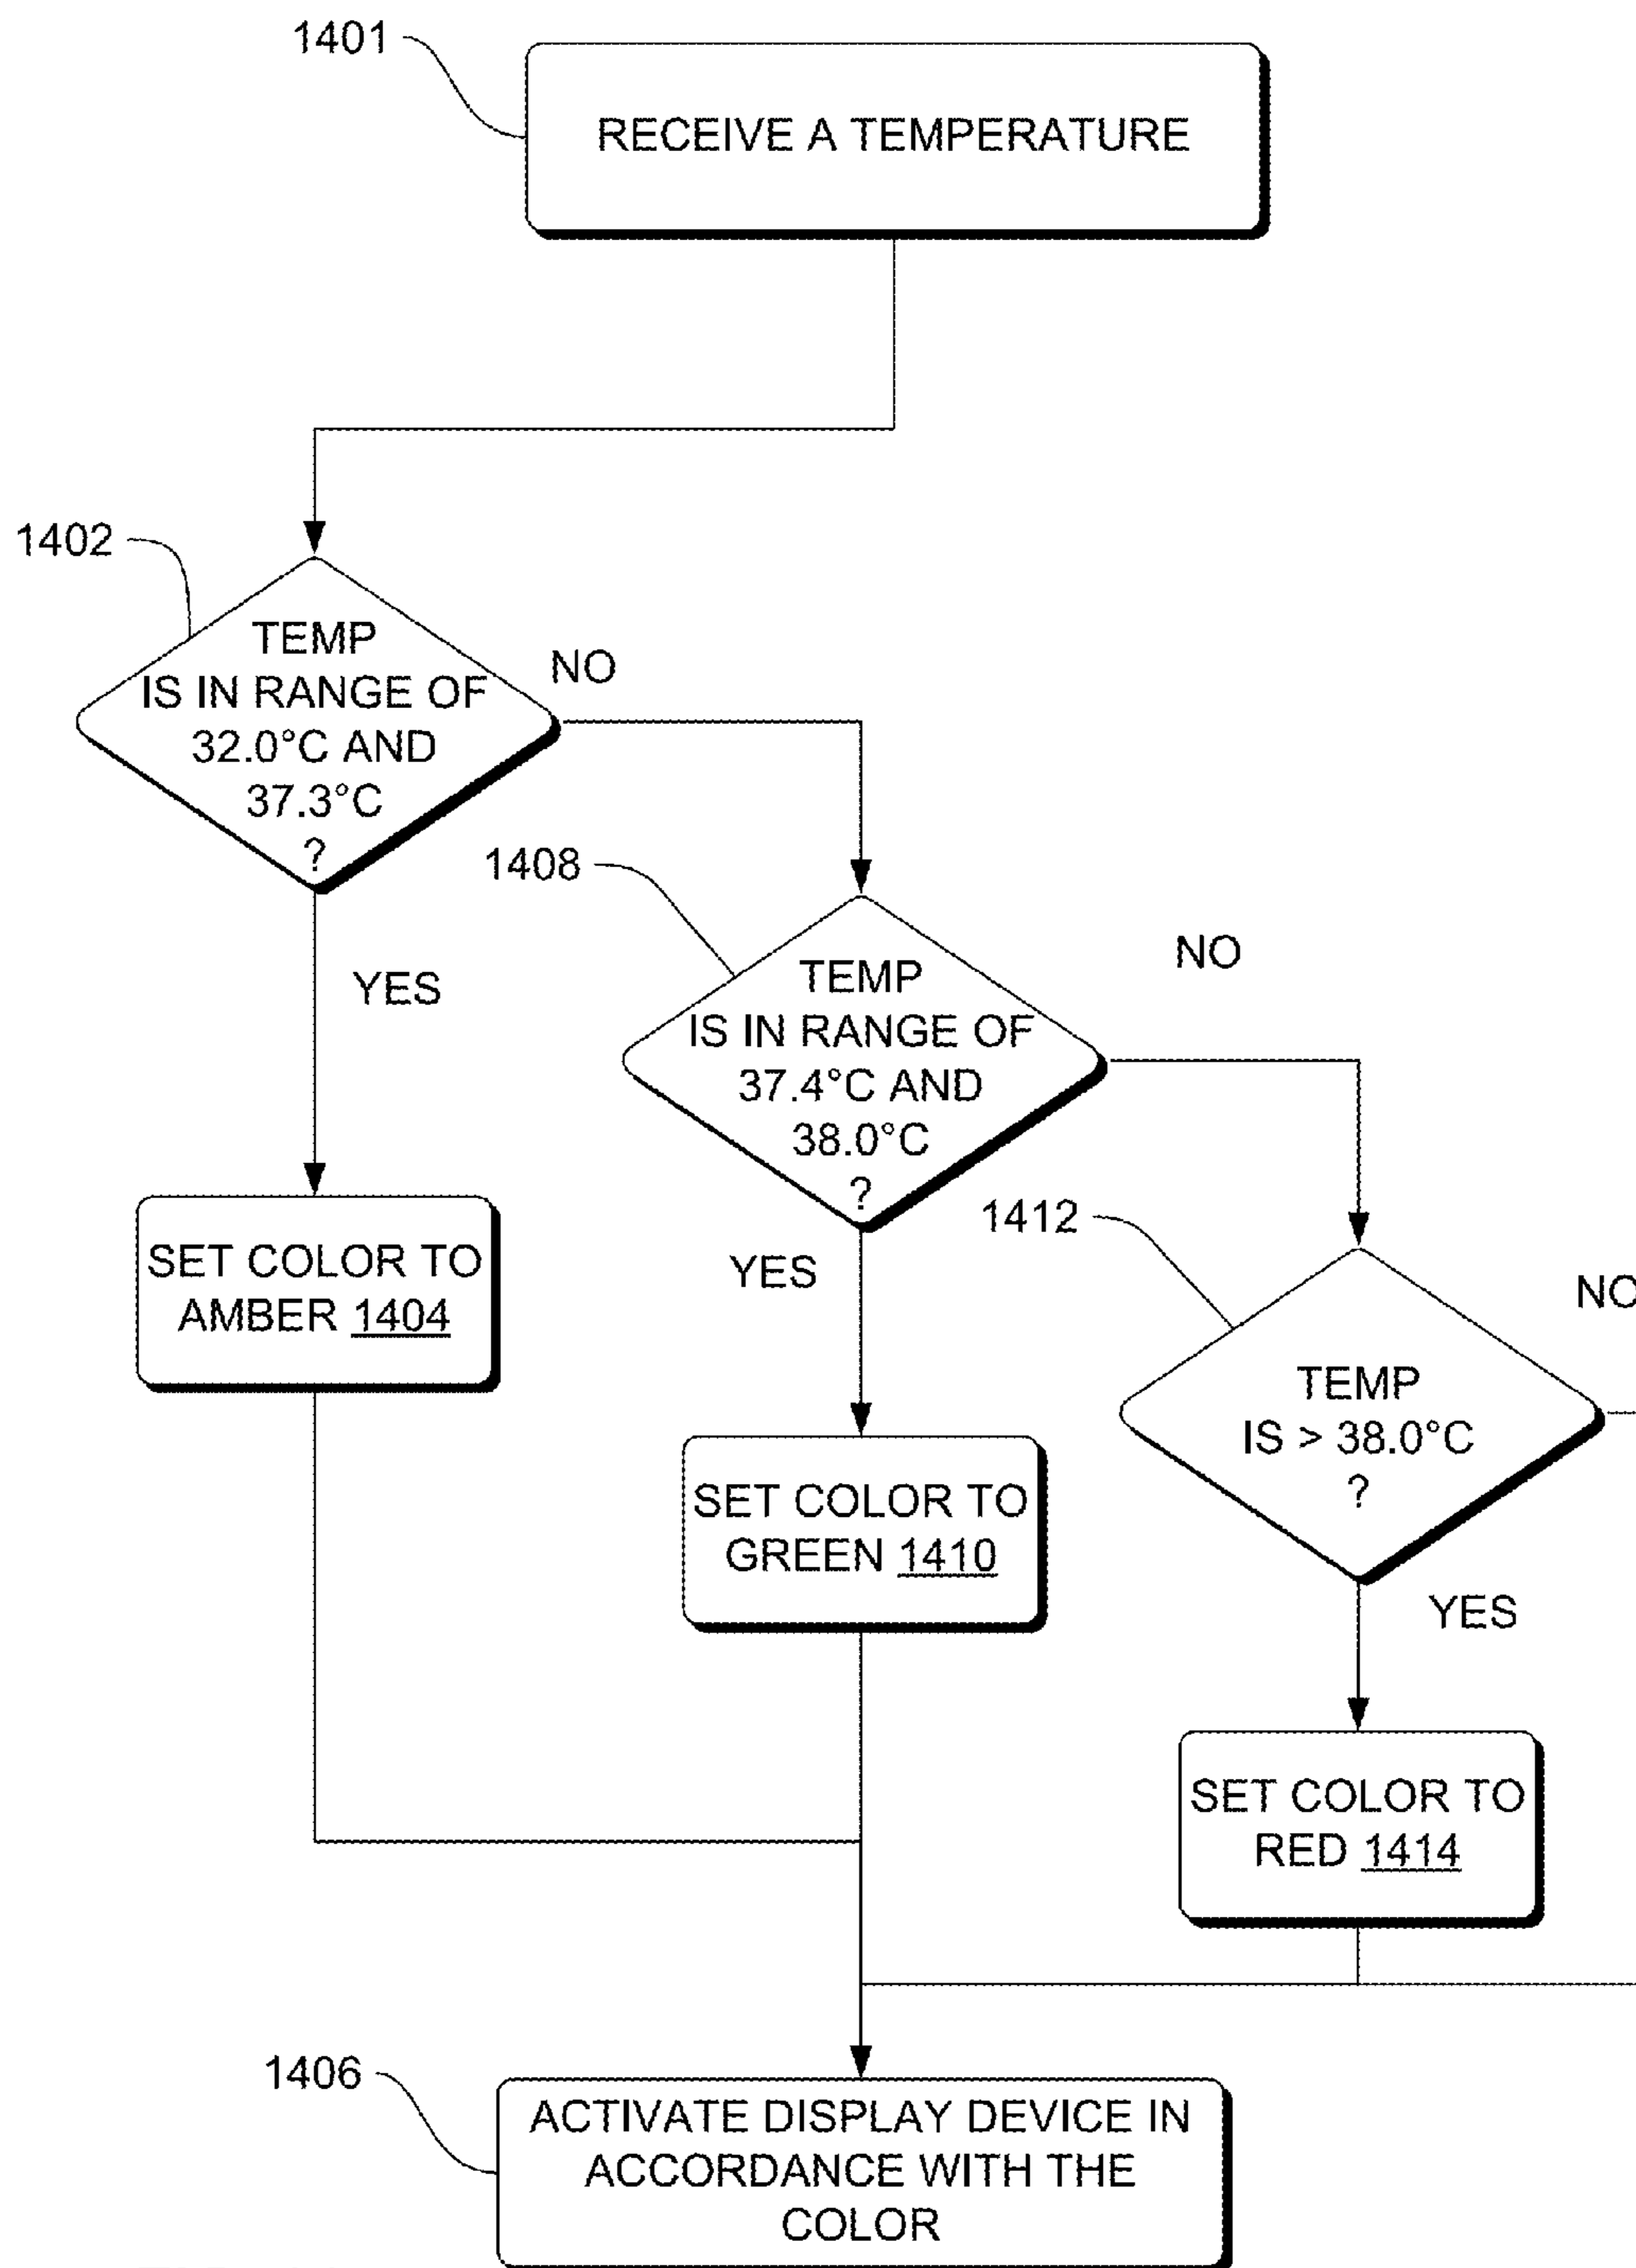 1401
RECEIVE A TEMPERATURE
1402
TEMP
IS IN RANGE OF
32.0°C AND
37.3°C
?
NO
YES
1408
TEMP
IS IN RANGE OF
37.4°C AND
38.0°C
?
NO
YES
SET COLOR TO
AMBER 1404
1412
TEMP
IS > 38.0°C
?
NO
YES
SET COLOR TO
GREEN 1410
SET COLOR TO
RED 1414
1406
ACTIVATE DISPLAY DEVICE IN
ACCORDANCE WITH THE
COLOR